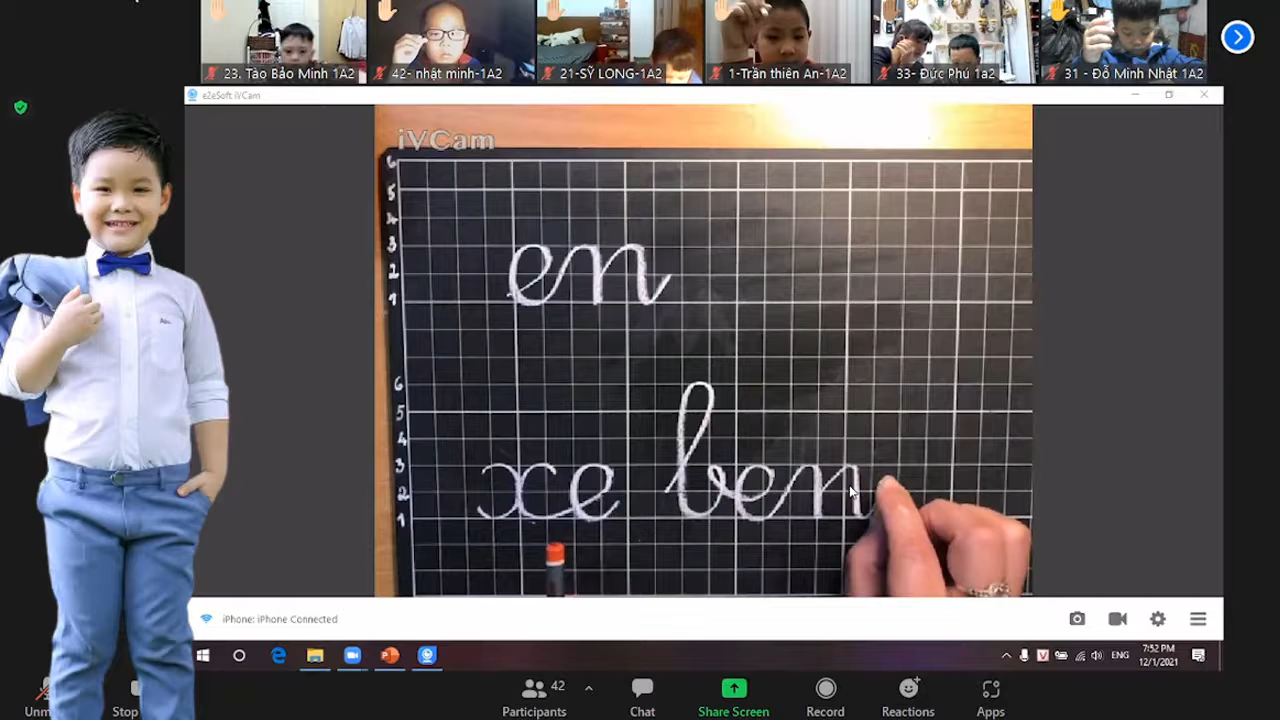 23. Tào Bảo Minh 1A2
42- nhật minh-1A2
21-SỸ LONG-1A2
1-Trần thiên An-1A2
33- Đức Phú 1a2
31 - Đỗ Minh Nhật 1A2
e2eSoft iVCam
iVCam
6
5
4
3
2
1
en
6
5
4
3
2
1
xe ben
iPhone: iPhone Connected
ENG
7:52 PM
12/1/2021
42
Participants
Chat
Share Screen
Record
Reactions
Apps
Stop